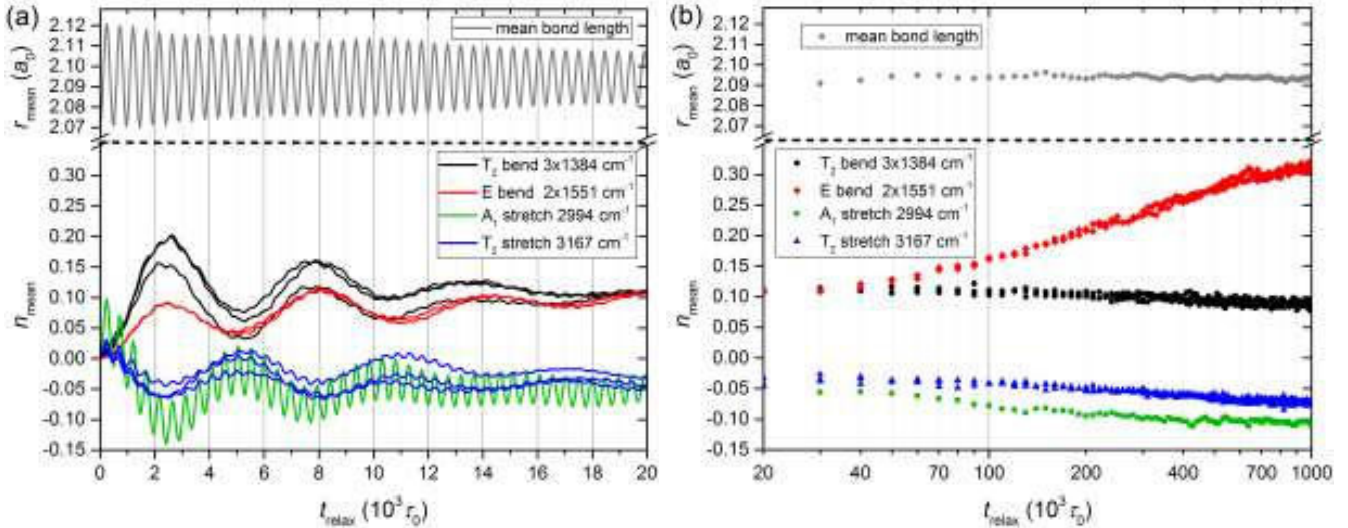 (a)
mean bond length
r_mean (a_0)
2.12
2.11
2.10
2.09
2.08
2.07
T_2 bend 3x1384 cm^-1
E bend 2x1551 cm^-1
A_1 stretch 2994 cm^-1
T_2 stretch 3167 cm^-1
n_mean
0.30
0.25
0.20
0.15
0.10
0.05
0.00
-0.05
-0.10
-0.15
0 2 4 6 8 10 12 14 16 18 20
t_relax (10^3 τ_0)
(b)
mean bond length
r_mean (a_0)
2.12
2.11
2.10
2.09
2.08
2.07
T_2 bend 3x1384 cm^-1
E bend 2x1551 cm^-1
A_1 stretch 2994 cm^-1
T_2 stretch 3167 cm^-1
n_mean
0.30
0.25
0.20
0.15
0.10
0.05
0.00
-0.05
-0.10
-0.15
20 40 70 100 200 400 700 1000
t_relax (10^3 τ_0)